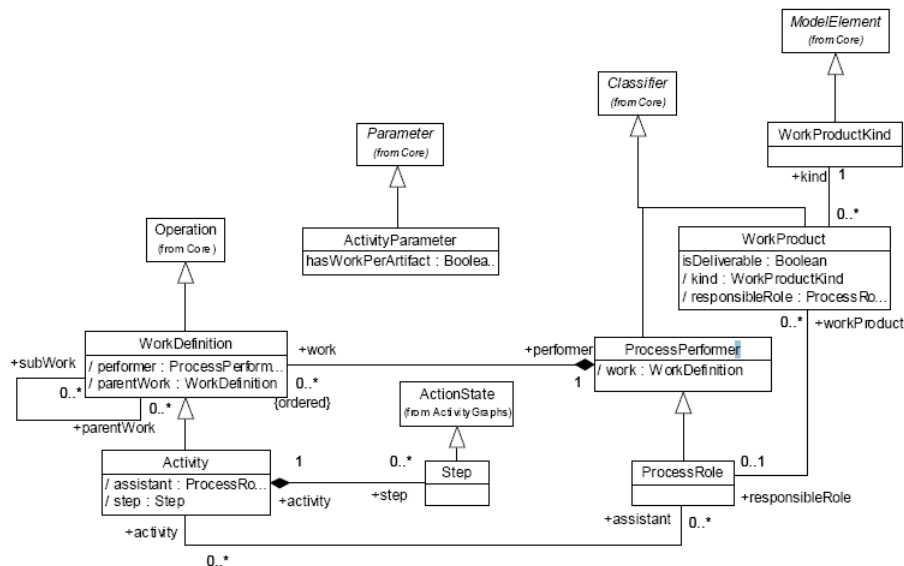 ModelElement
(from Core)
Classifier
(from Core)
Parameter
(from Core)
WorkProductKind
+kind
1
0..*
Operation
(from Core)
ActivityParameter
hasWorkPerArtifact : Boolea..
WorkProduct
isDeliverable : Boolean
/ kind : WorkProductKind
/ responsibleRole : ProcessRo...
0..*
+workProduct
WorkDefinition
/ performer : ProcessPerform...
/ parentWork : WorkDefinition
+subWork
0..*
0..*
+parentWork
+work
0..*
{ordered}
+performer
1
ProcessPerformer
/ work : WorkDefinition
ActionState
(from ActivityGraphs)
Activity
/ assistant : ProcessRo...
/ step : Step
1
+activity
0..*
+step
Step
ProcessRole
0..1
+responsibleRole
+assistant
0..*
+activity
0..*